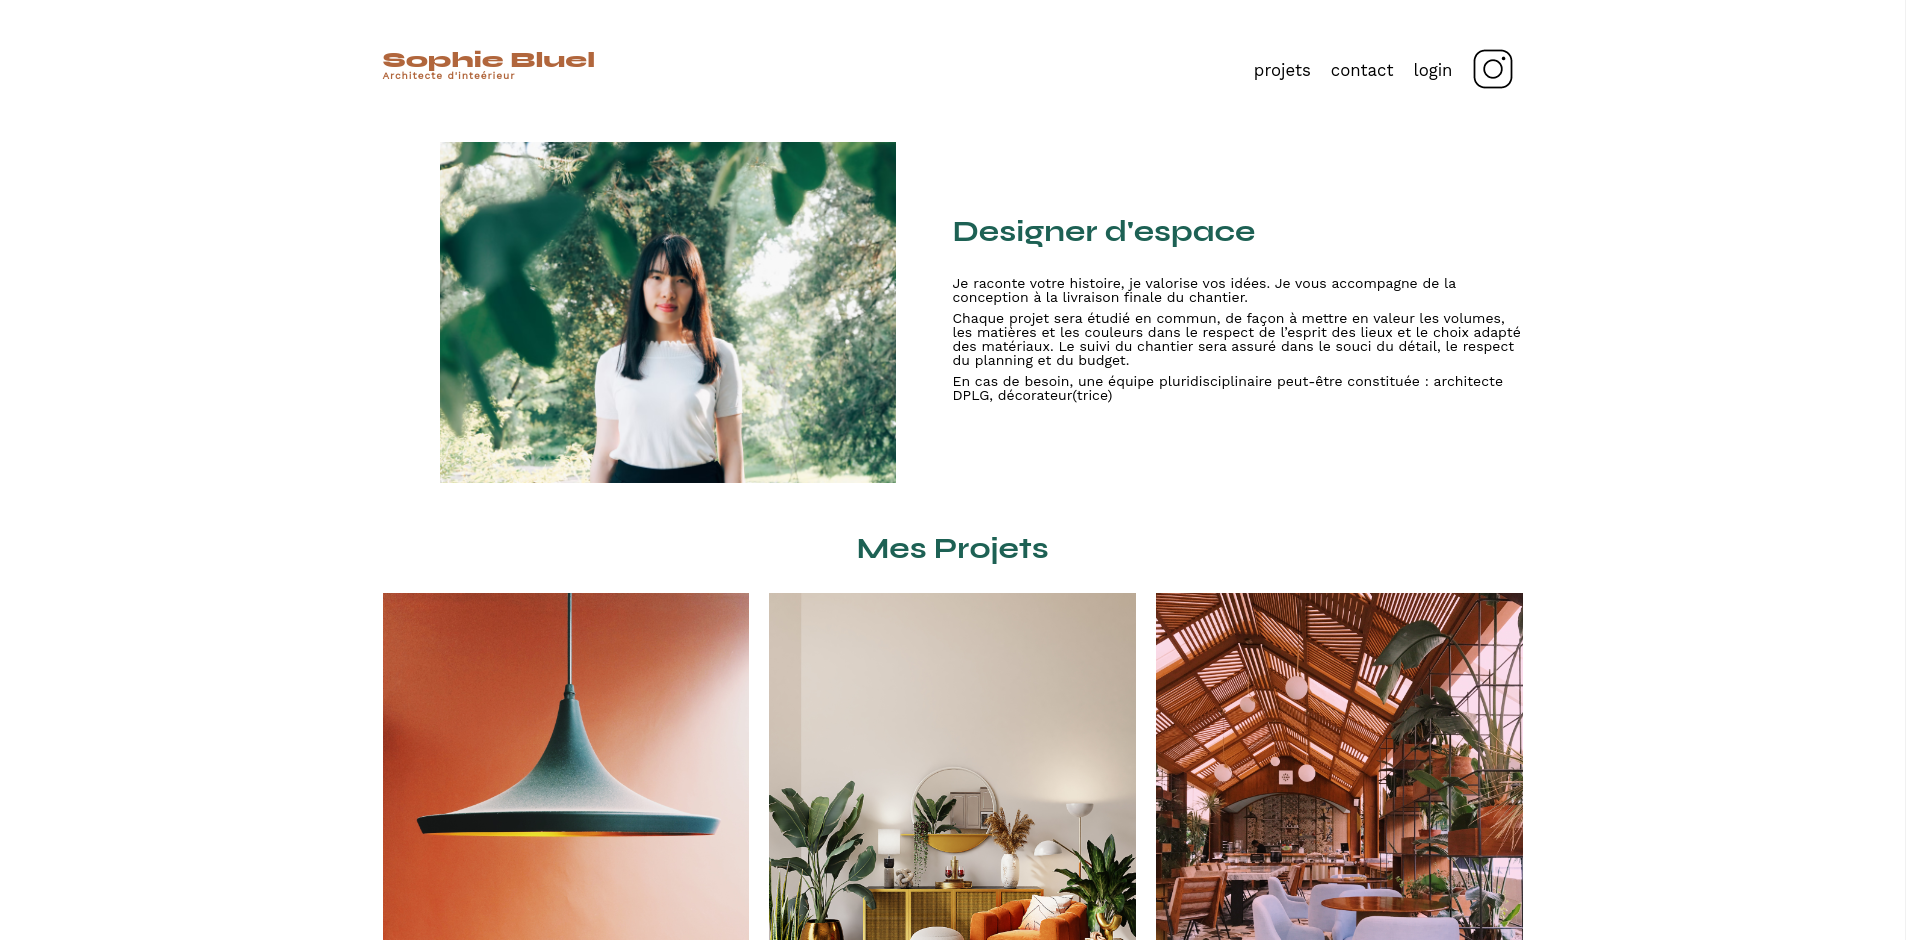 Sophie Bluel
Architecte d'inteérieur
projets contact login
Designer d'espace
Je raconte votre histoire, je valorise vos idées. Je vous accompagne de la
conception à la livraison finale du chantier.
Chaque projet sera étudié en commun, de façon à mettre en valeur les volumes,
les matières et les couleurs dans le respect de l’esprit des lieux et le choix adapté
des matériaux. Le suivi du chantier sera assuré dans le souci du détail, le respect
du planning et du budget.
En cas de besoin, une équipe pluridisciplinaire peut-être constituée : architecte
DPLG, décorateur(trice)
Mes Projets